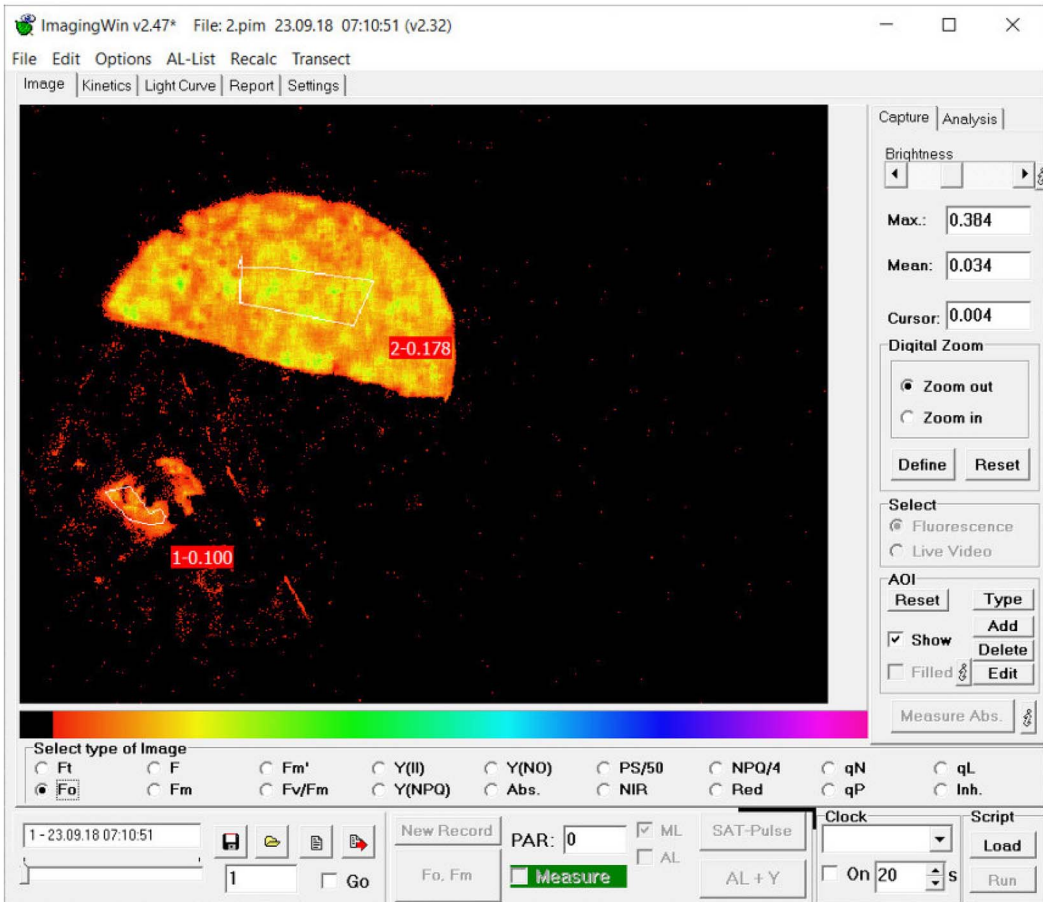 ImagingWin v2.47* File: 2.pim 23.09.18 07:10:51 (v2.32)
File Edit Options AL-List Recalc Transect
Image Kinetics Light Curve Report Settings
2-0.178
1-0.100
Capture Analysis
Brightness
Max.: 0.384
Mean: 0.034
Cursor: 0.004
Digital Zoom
Zoom out
Zoom in
Define Reset
Select
Fluorescence
Live Video
AOI
Reset Type
Add
Show
Delete
Filled Edit
Measure Abs.
Select type of Image
Ft F Fm' Y(II) Y(NO) PS/50 NPQ/4 qN qL
Fo Fm Fv/Fm Y(NPQ) Abs. NIR Red qP Inh.
1 - 23.09.18 07:10:51
1
Go
New Record
Fo, Fm
PAR: 0
ML
AL
Measure
SAT-Pulse
AL + Y
Clock
On 20 s
Script
Load
Run